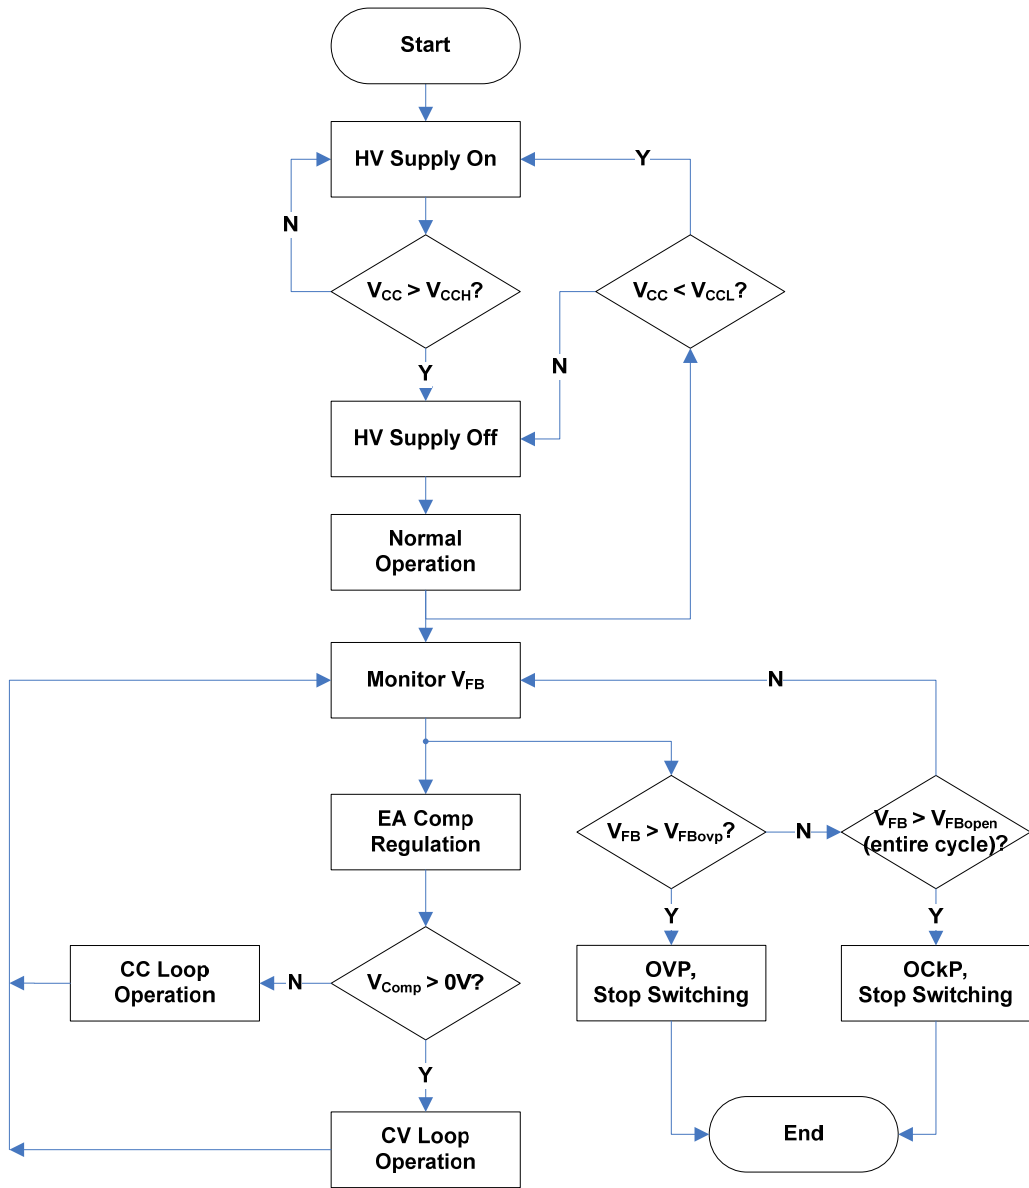 Start
HV Supply On
Y
N
VCC > VCCH?
VCC < VCCL?
Y
N
HV Supply Off
Normal
Operation
Monitor VFB
N
EA Comp
Regulation
VFB > VFBovp?
N
VFB > VFBopen
(entire cycle)?
Y
Y
CC Loop
Operation
N
VComp > 0V?
OVP,
Stop Switching
OCkP,
Stop Switching
Y
CV Loop
Operation
End